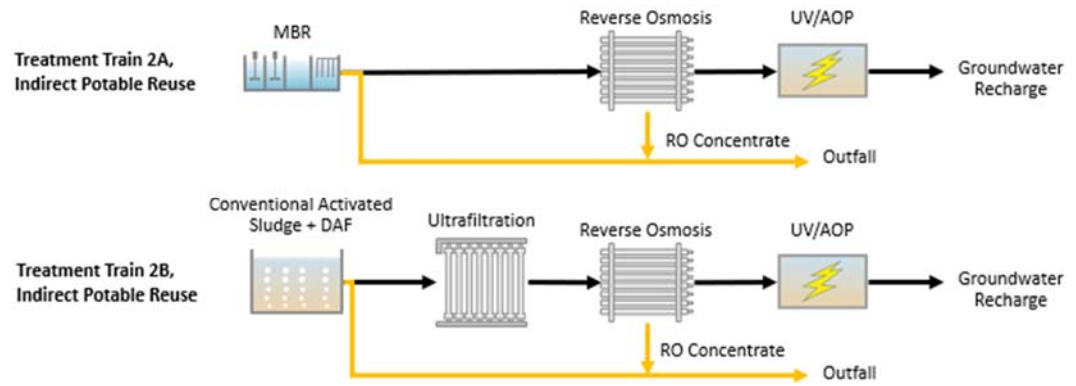 Treatment Train 2A,
Indirect Potable Reuse
MBR
Reverse Osmosis
UV/AOP
Groundwater
Recharge
RO Concentrate
Outfall
Treatment Train 2B,
Indirect Potable Reuse
Conventional Activated
Sludge + DAF
Ultrafiltration
Reverse Osmosis
UV/AOP
Groundwater
Recharge
RO Concentrate
Outfall